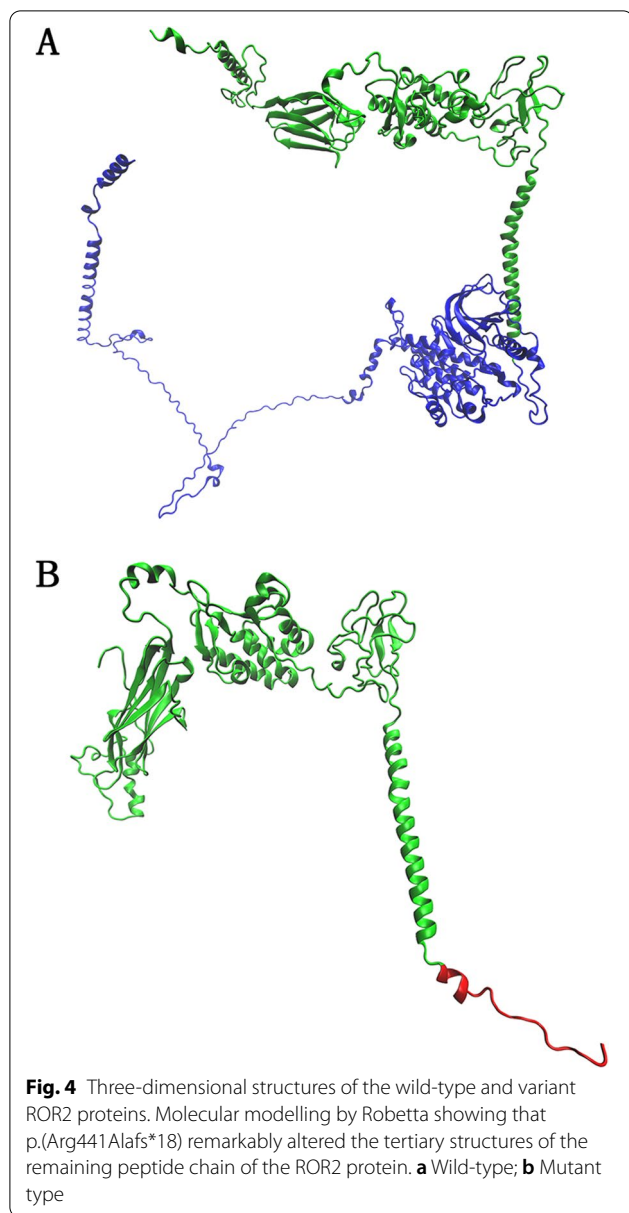 A
B
Fig. 4 Three-dimensional structures of the wild-type and variant
ROR2 proteins. Molecular modelling by Robetta showing that
p.(Arg441Alafs*18) remarkably altered the tertiary structures of the
remaining peptide chain of the ROR2 protein. a Wild-type; b Mutant
type